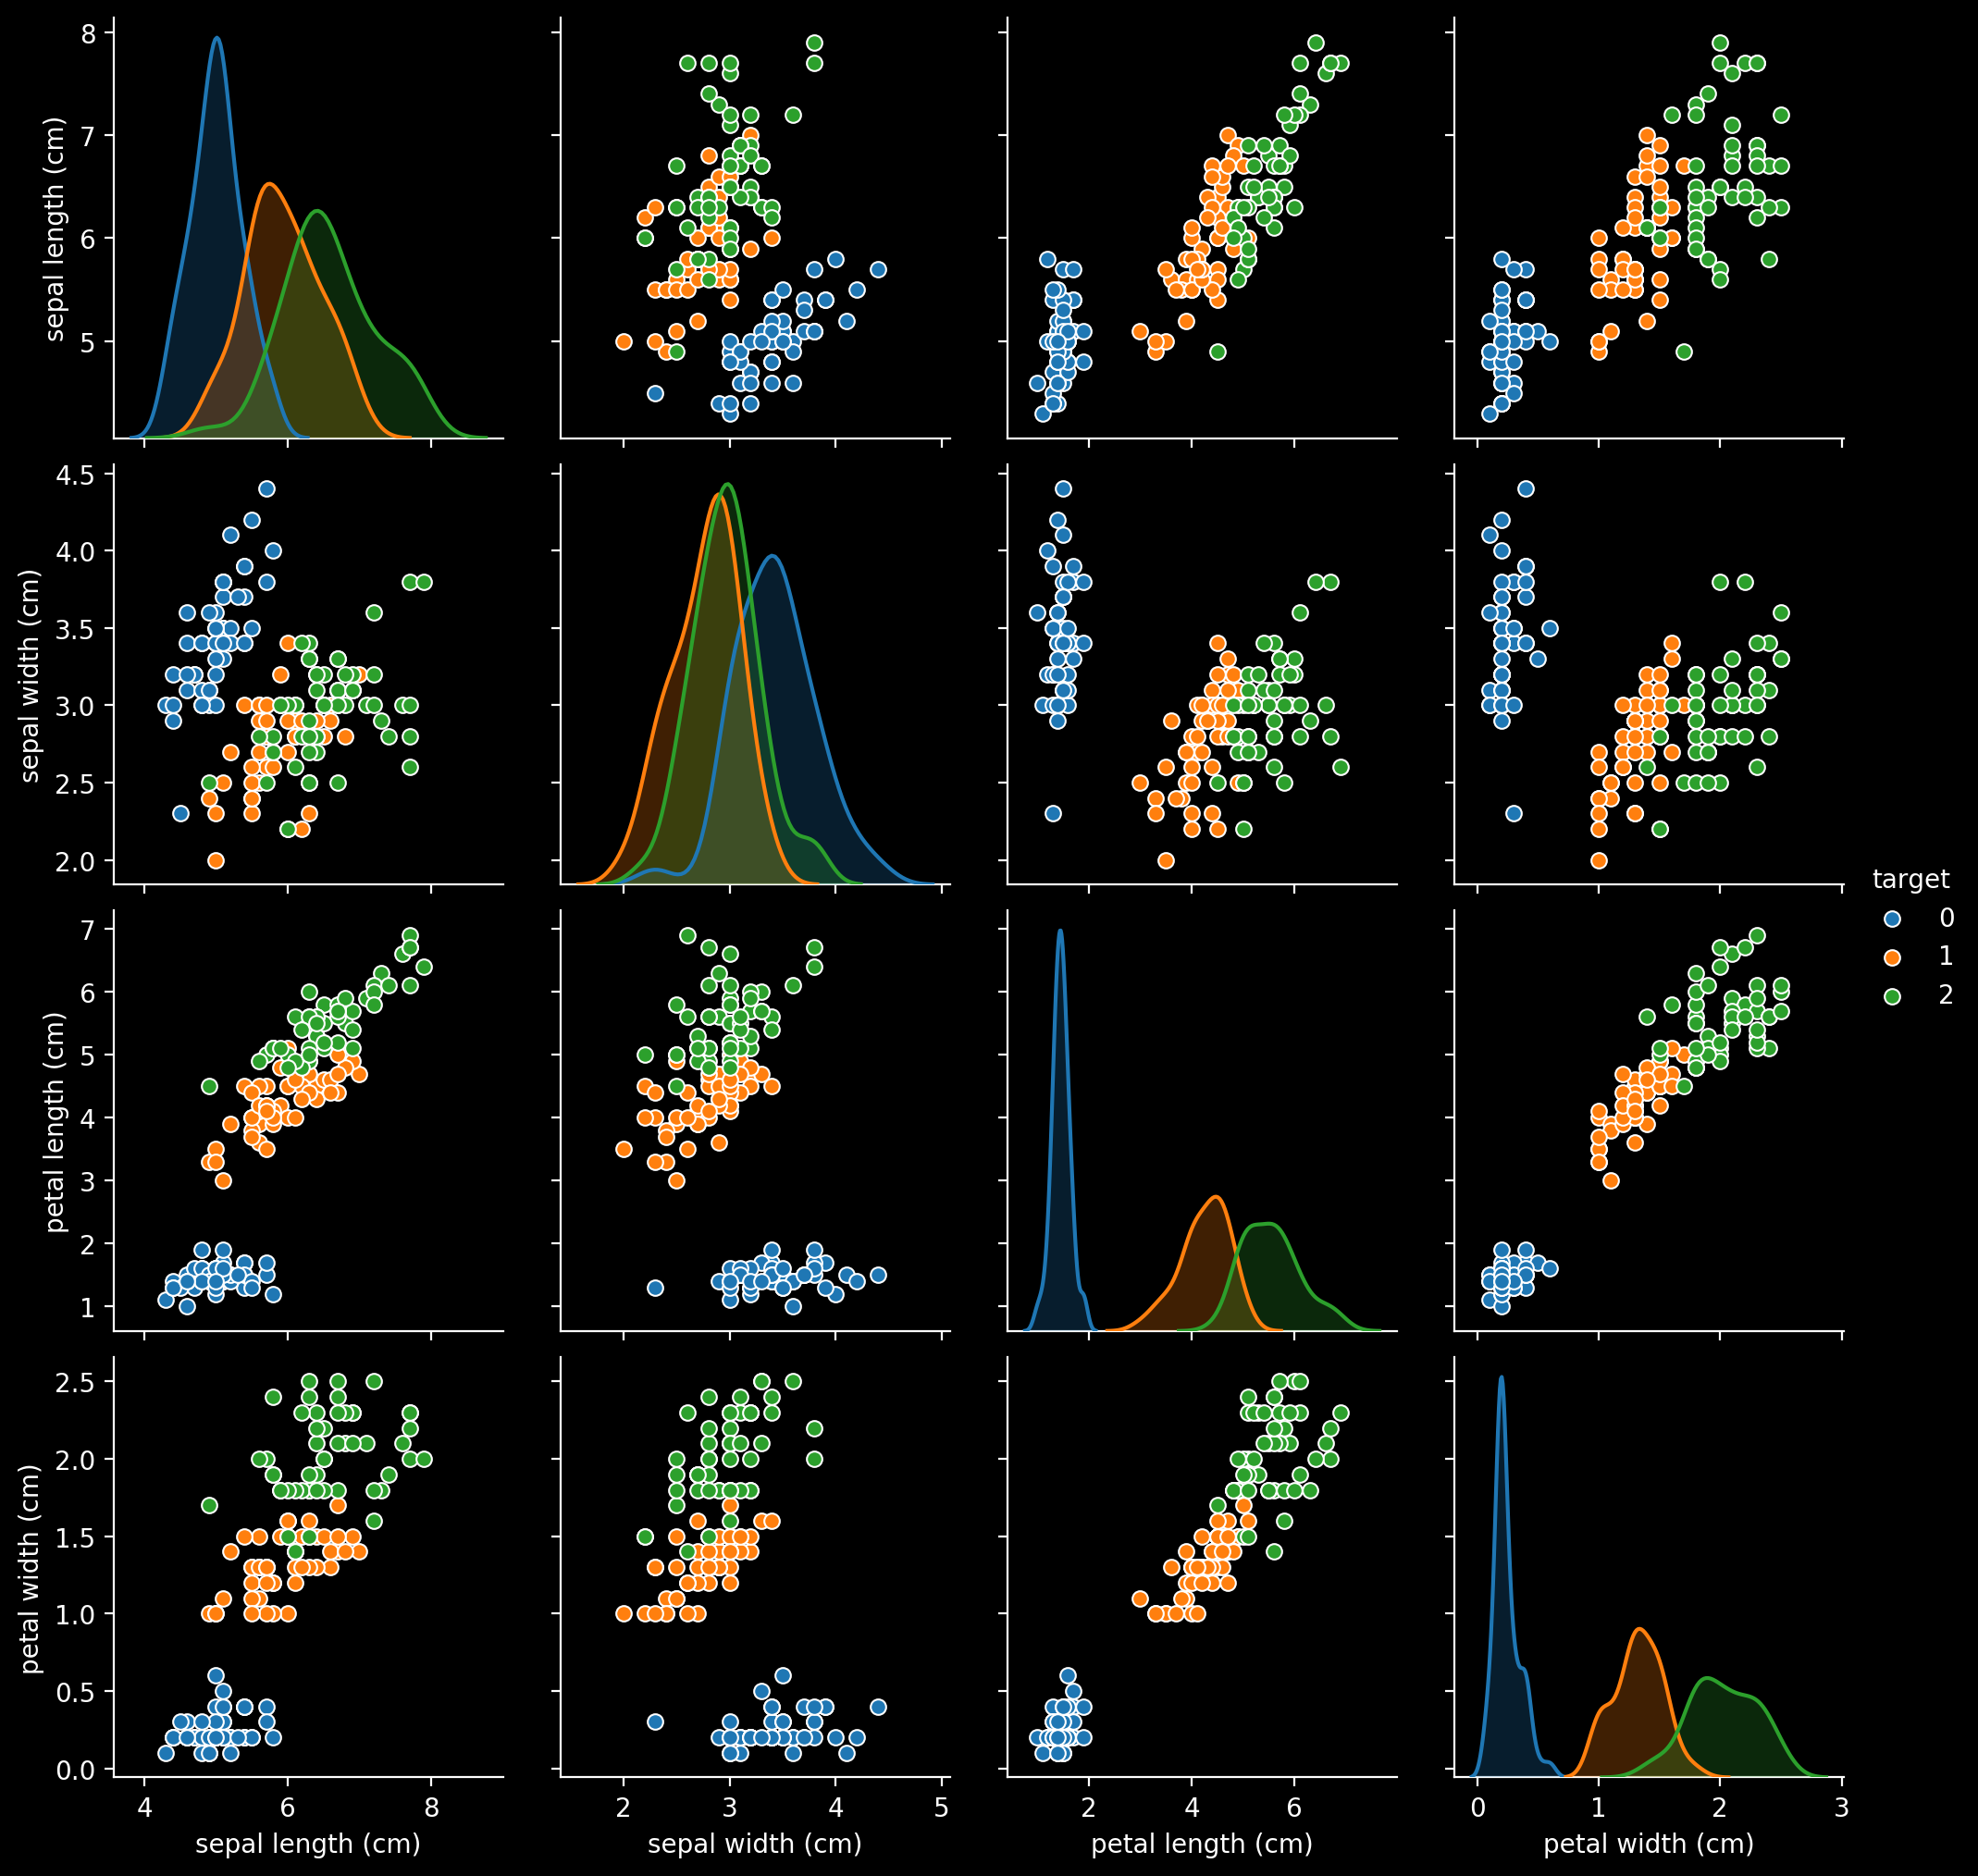 8
7
6
5
sepal length (cm)
4.5
4.0
3.5
3.0
2.5
2.0
sepal width (cm)
target
0
1
2
7
6
5
4
3
2
1
petal length (cm)
2.5
2.0
1.5
1.0
0.5
0.0
petal width (cm)
4 6 8
2 3 4 5
2 4 6
0 1 2 3
sepal length (cm)
sepal width (cm)
petal length (cm)
petal width (cm)